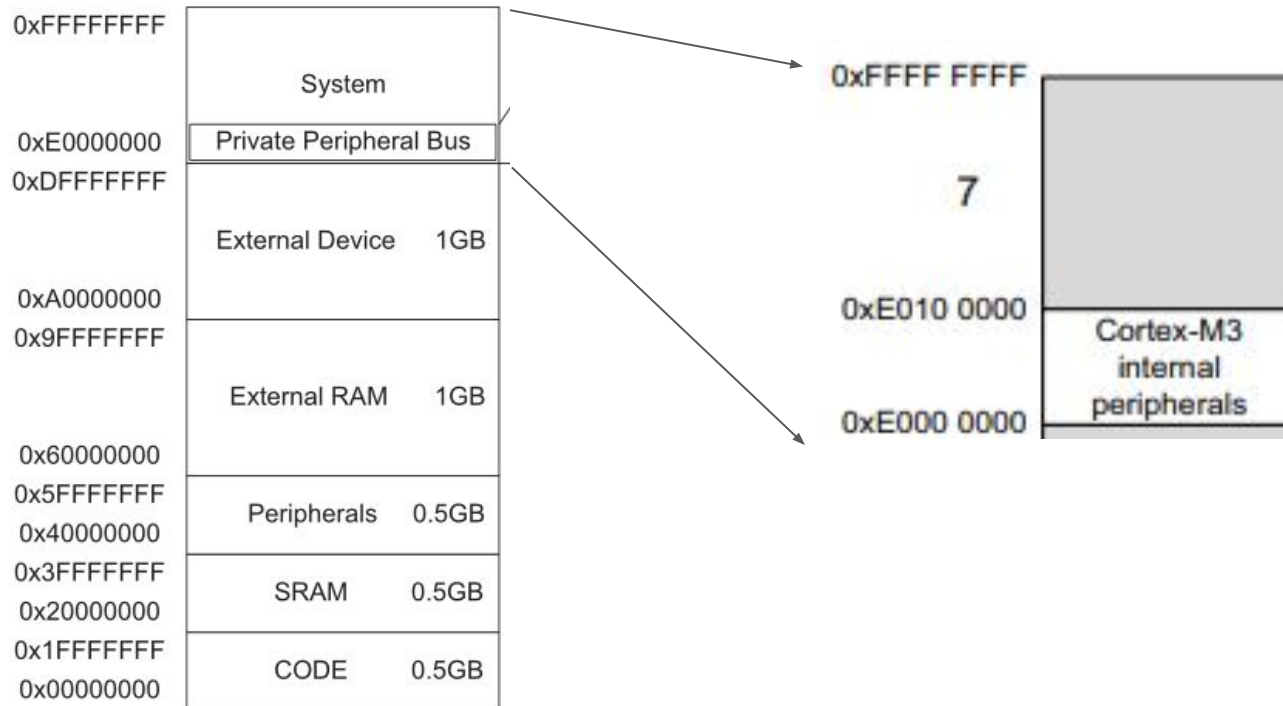 0xFFFFFFFF
System
0xE0000000 Private Peripheral Bus
0xDFFFFFFF
External Device 1GB
0xA0000000
0x9FFFFFFF
External RAM 1GB
0x60000000
0x5FFFFFFF
Peripherals 0.5GB
0x40000000
0x3FFFFFFF
SRAM 0.5GB
0x20000000
0x1FFFFFFF
CODE 0.5GB
0x00000000
0xFFFF FFFF
7
0xE010 0000
Cortex-M3
internal
peripherals
0xE000 0000